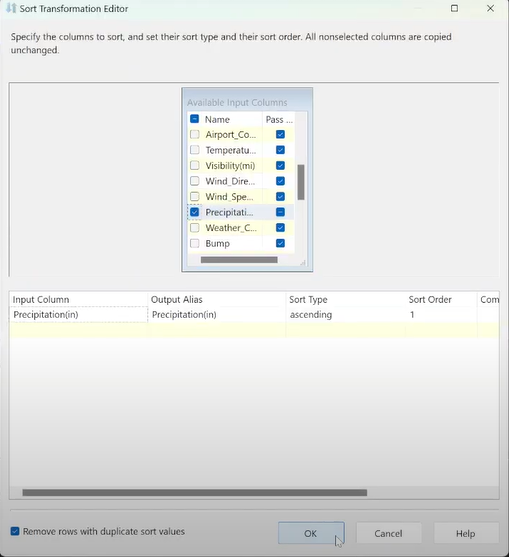 Sort Transformation Editor
Specify the columns to sort, and set their sort type and their sort order. All nonselected columns are copied
unchanged.
Available Input Columns
Name Pass ...
Airport_Co...
Temperatu...
Visibility(mi)
Wind_Dire...
Wind_Spe...
Precipitati...
Weather_C...
Bump
Input Column Output Alias Sort Type Sort Order Com
Precipitation(in) Precipitation(in) ascending 1
Remove rows with duplicate sort values OK Cancel Help